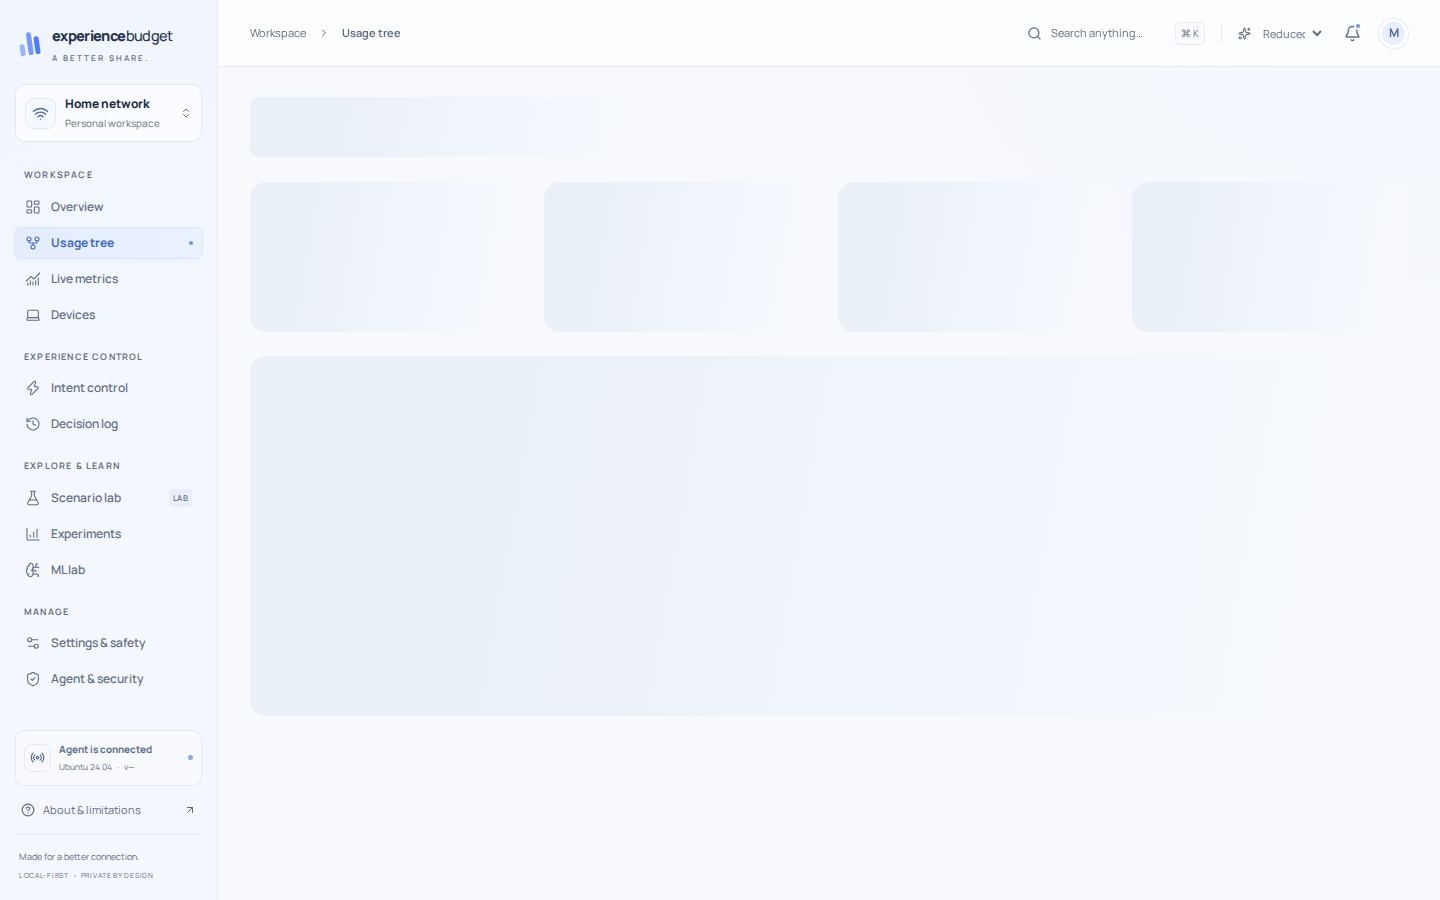 experiencebudget
A BETTER SHARE.
Home network
Personal workspace
WORKSPACE
Overview
Usage tree
Live metrics
Devices
EXPERIENCE CONTROL
Intent control
Decision log
EXPLORE & LEARN
Scenario lab LAB
Experiments
ML lab
MANAGE
Settings & safety
Agent & security
Agent is connected
Ubuntu 24.04 · v—
About & limitations
Made for a better connection.
LOCAL-FIRST • PRIVATE BY DESIGN
Workspace > Usage tree
Search anything... ⌘ K
Reduced
M